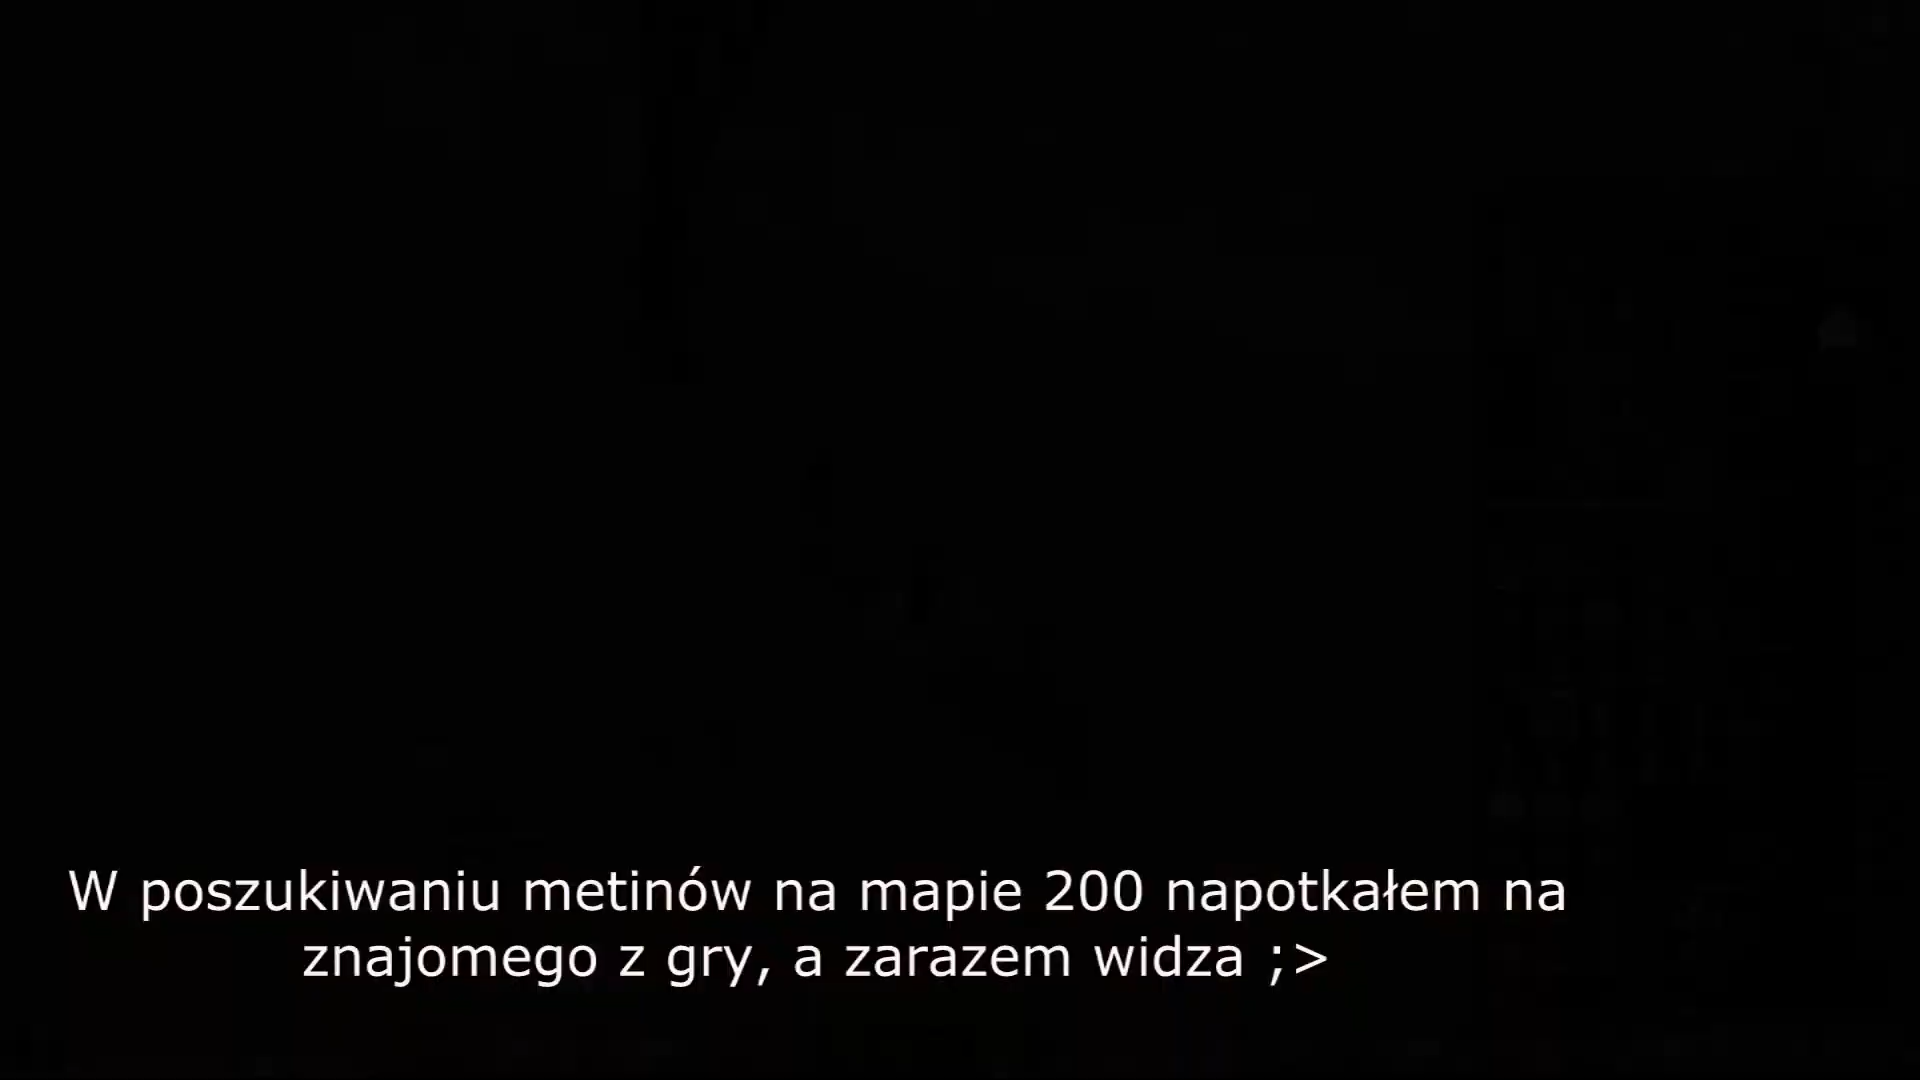 W poszukiwaniu metinów na mapie 200 napotkałem na
znajomego z gry, a zarazem widza ;>